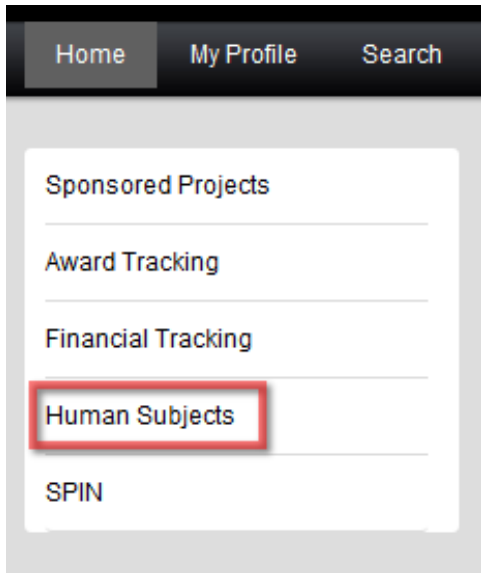 Home My Profile Search
Sponsored Projects
Award Tracking
Financial Tracking
Human Subjects
SPIN